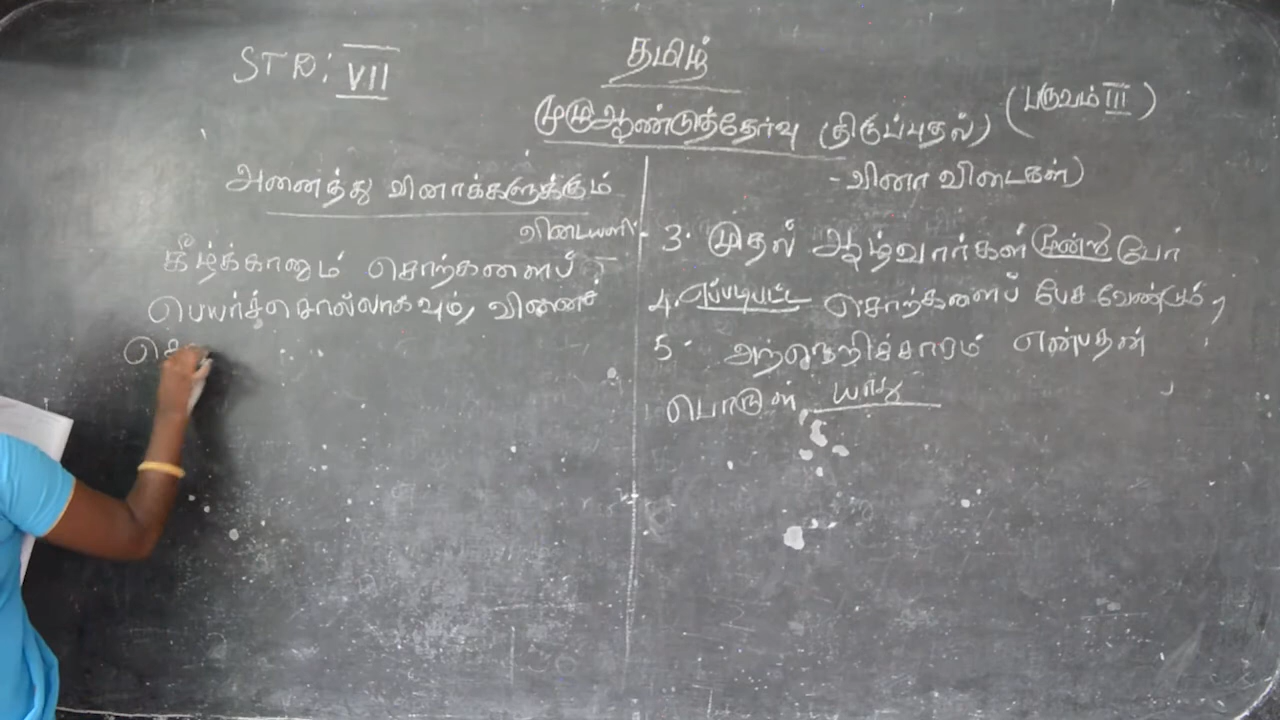 STD: VII
தமிழ்
(பருவம் III)
முழுஆண்டுத்தேர்வு (திருப்புதல்)
- வினா விடைகள்)
அனைத்து வினாக்களுக்கும்
விடையளி.
கீழ்க்காணும் சொற்களைப்
பெயர்ச்சொல்லாகவும், வினைச்
சொ
3. முதல் ஆழ்வார்கள் மூன்று பேர்
4. எப்படிபட்ட சொற்களைப் பேச வேண்டும்,
5. அறநெறிச்சாரம் என்பதன்
பொருள் யாது